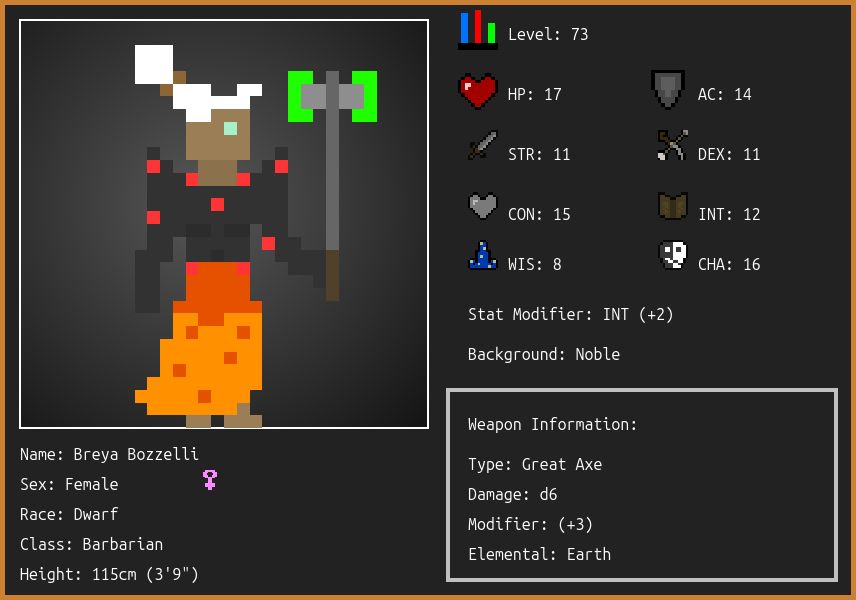 Level: 73
HP: 17
AC: 14
STR: 11
DEX: 11
CON: 15
INT: 12
WIS: 8
CHA: 16
Stat Modifier: INT (+2)
Background: Noble
Weapon Information:
Type: Great Axe
Damage: d6
Modifier: (+3)
Elemental: Earth
Name: Breya Bozzelli
Sex: Female
Race: Dwarf
Class: Barbarian
Height: 115cm (3'9")